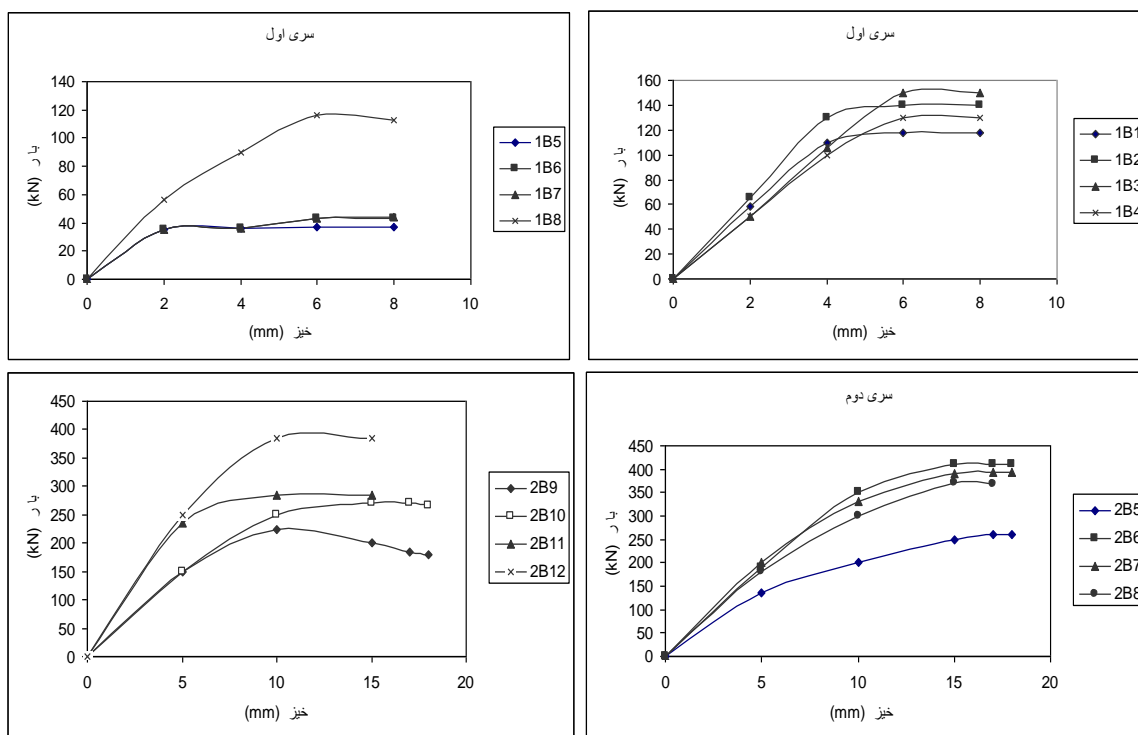 سری اول
140
120
100
80
60
40
20
0
0 2 4 6 8 10
بار (kN)
خیز (mm)
1B5
1B6
1B7
1B8
سری اول
160
140
120
100
80
60
40
20
0
0 2 4 6 8 10
بار (kN)
خیز (mm)
1B1
1B2
1B3
1B4
450
400
350
300
250
200
150
100
50
0
0 5 10 15 20
بار (kN)
خیز (mm)
2B9
2B10
2B11
2B12
سری دوم
450
400
350
300
250
200
150
100
50
0
0 5 10 15 20
بار (kN)
خیز (mm)
2B5
2B6
2B7
2B8